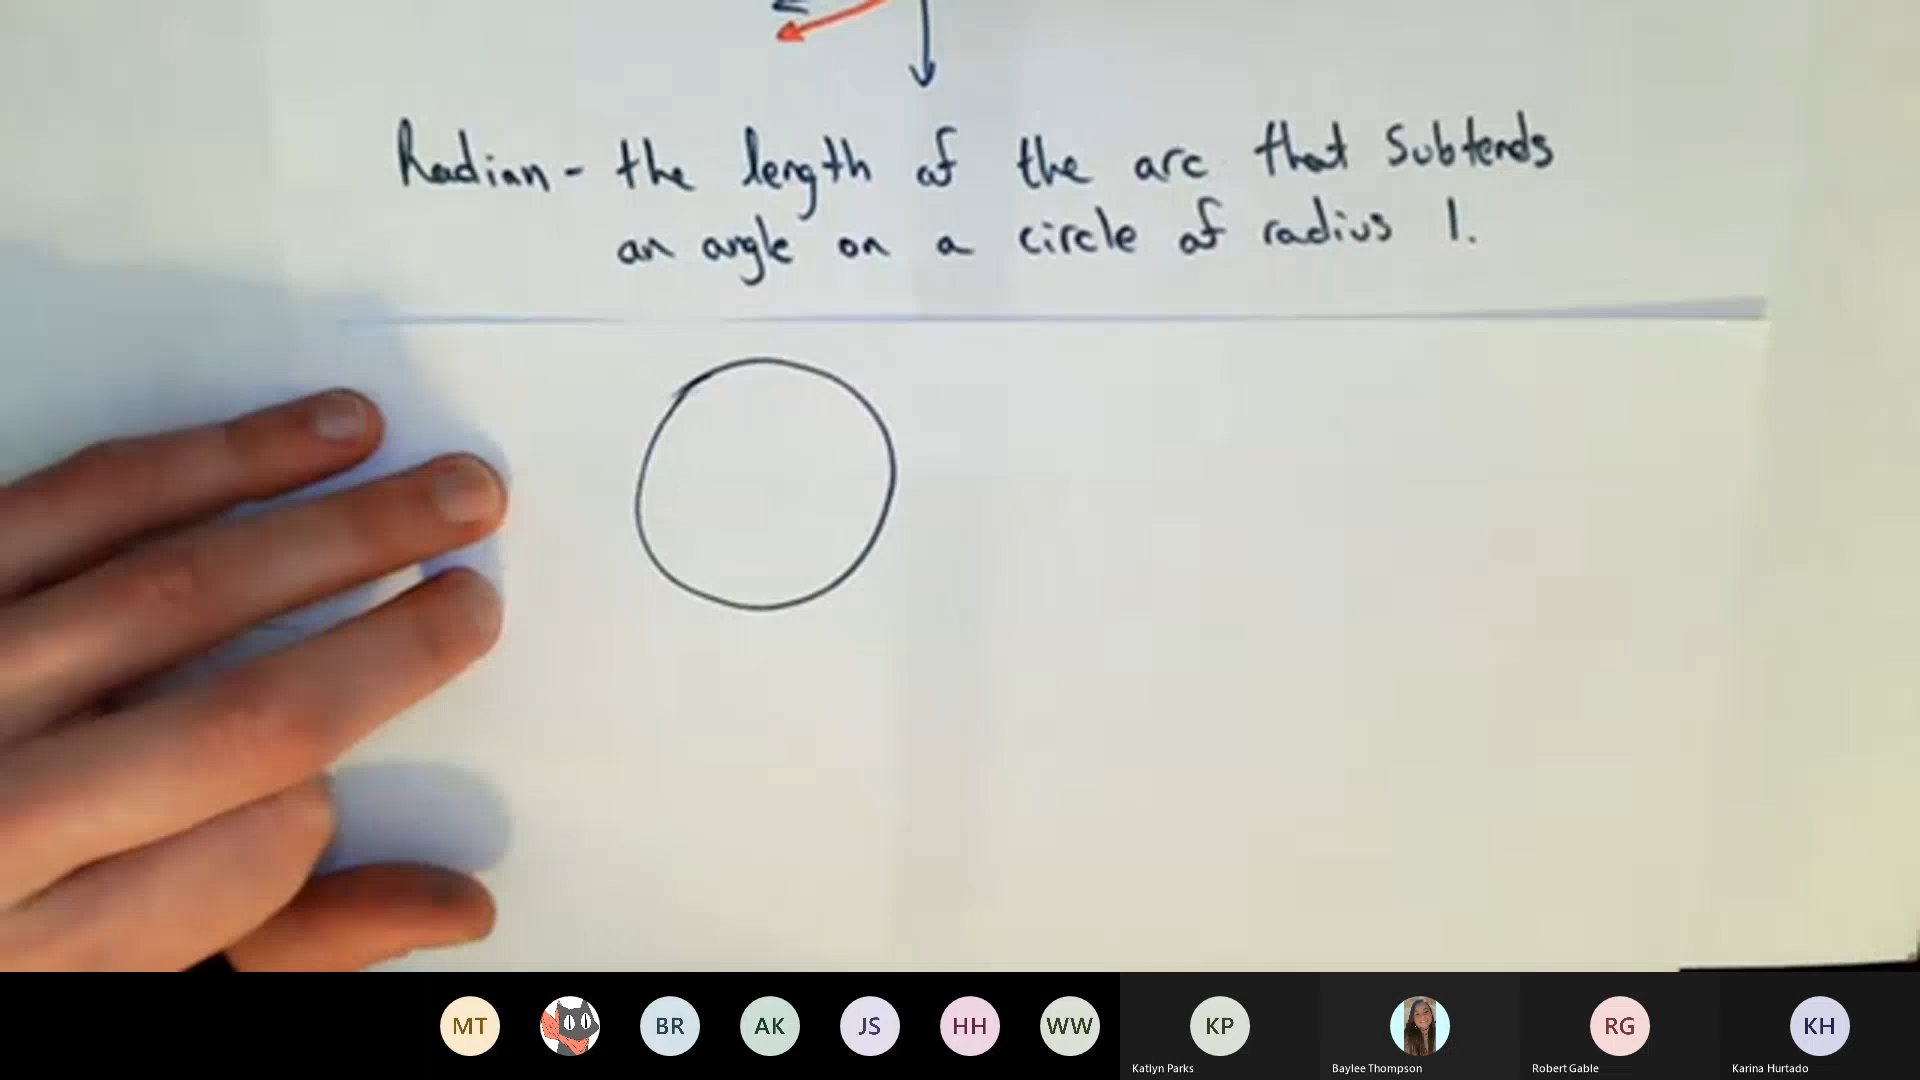 Radian - the length of the arc that subtends
an angle on a circle of radius 1.
MT
BR
AK
JS
HH
WW
KP
RG
KH
Katlyn Parks
Baylee Thompson
Robert Gable
Karina Hurtado